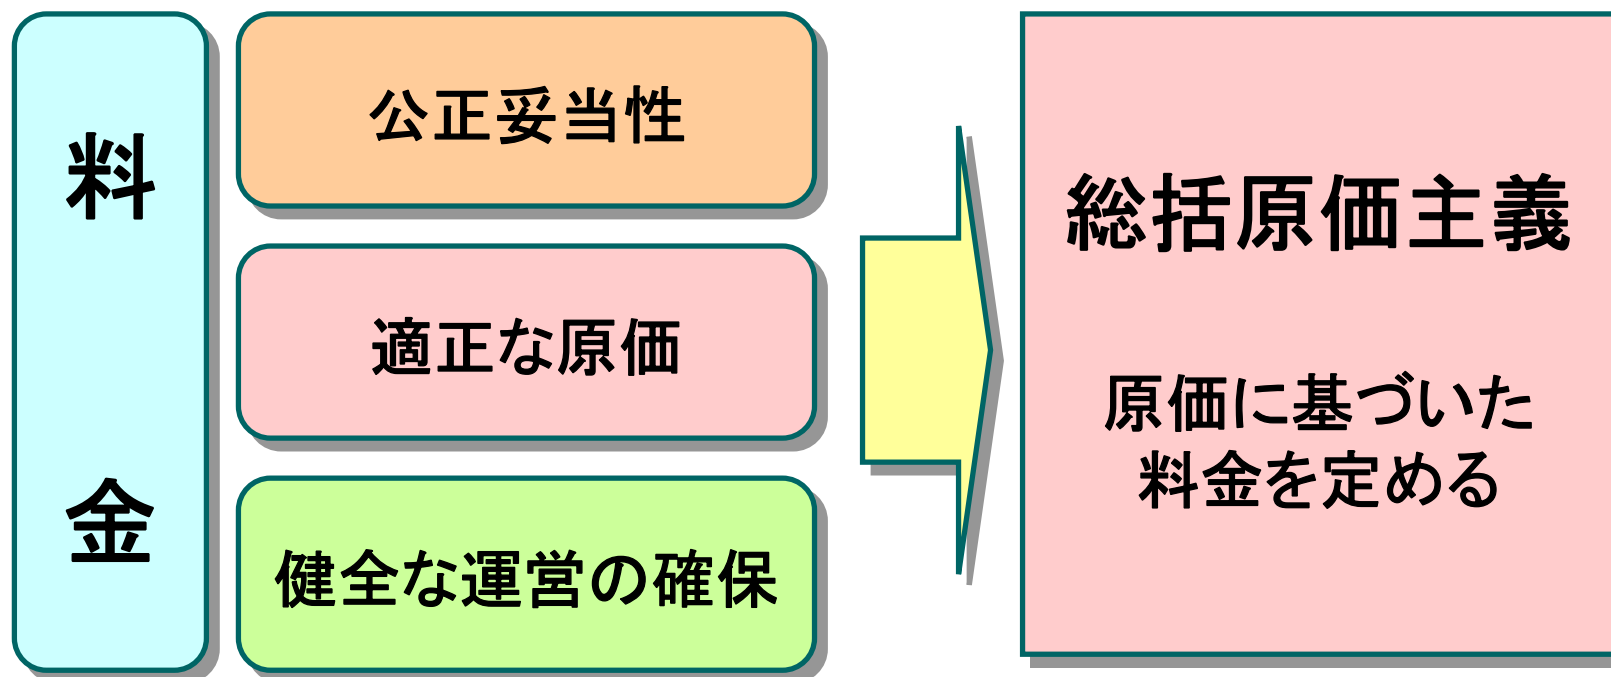 料金
公正妥当性
適正な原価
健全な運営の確保
総括原価主義
原価に基づいた
料金を定める